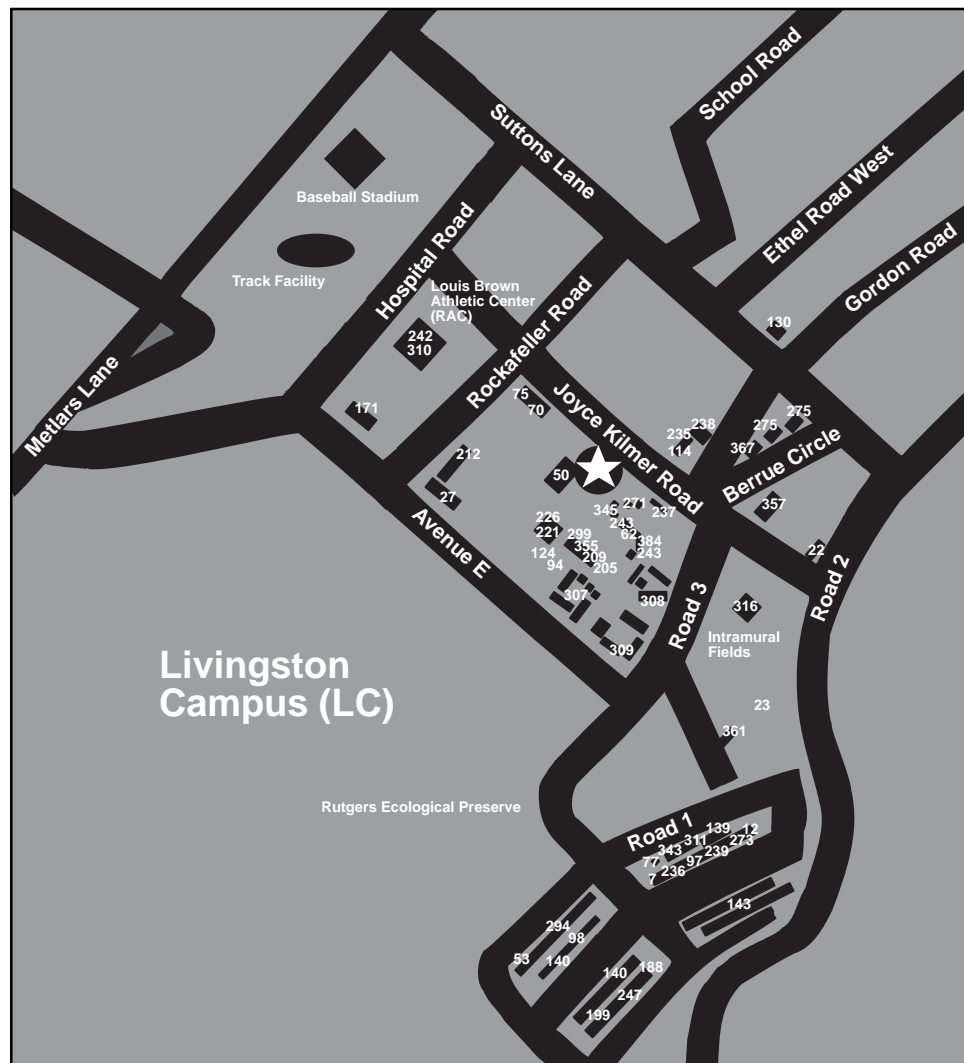 School Road
Suttons Lane
Ethel Road West
Baseball Stadium
Hospital Road
Gordon Road
Track Facility
Louis Brown
Athletic Center
(RAC)
Rockafeller Road
130
242
310
Metlars Lane
Joyce Kilmer Road
75
70
171
275
275
238
235
114
367
Berrue Circle
212
50
27
357
345
271
237
226
221
243
62
299
355
384
243
22
124
94
209
205
Avenue E
Road 2
307
308
316
Road 3
309
Intramural
Fields
Livingston
Campus (LC)
23
361
Rutgers Ecological Preserve
Road 1
139
12
311
273
343
239
77
97
236
7
143
294
98
53
140
140
188
247
199